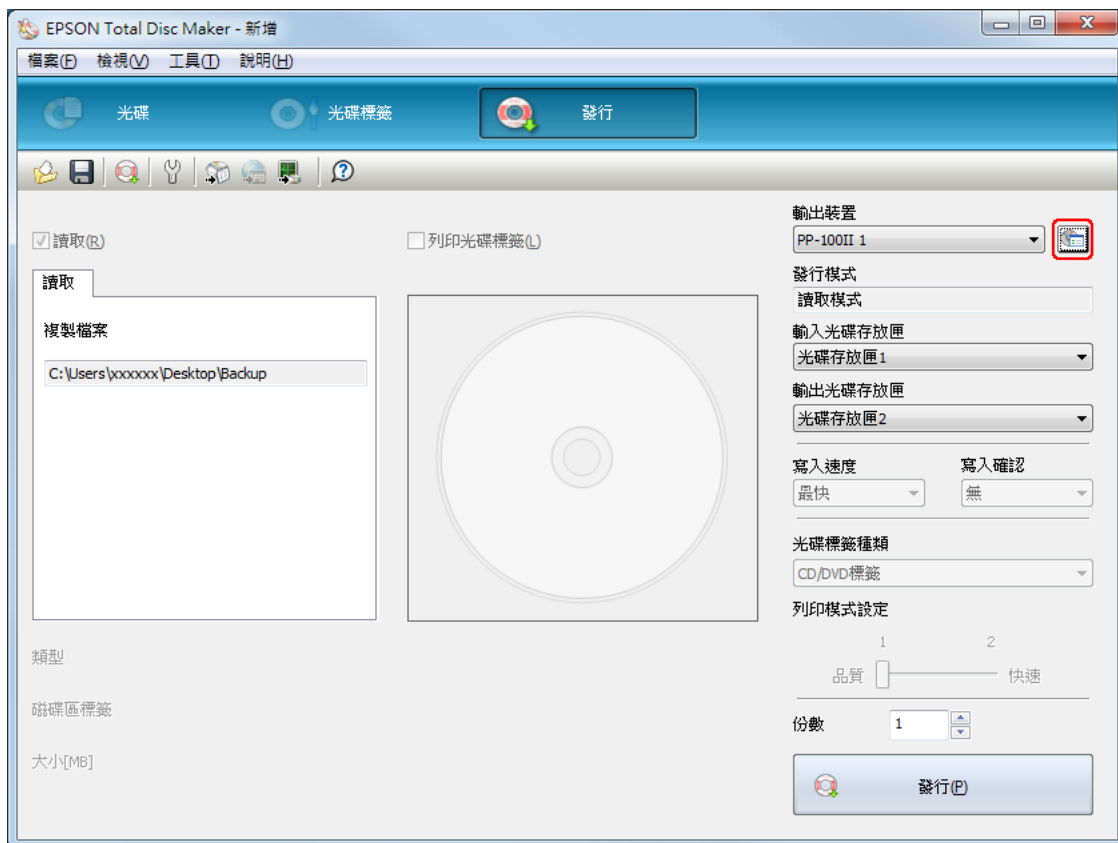 EPSON Total Disc Maker - 新增
檔案(F) 檢視(V) 工具(T) 說明(H)
光碟 光碟標籤 發行
讀取(R)
列印光碟標籤(L)
讀取
複製檔案
C:\Users\xxxxxx\Desktop\Backup
類型
磁碟區標籤
大小[MB]
輸出裝置
PP-100II 1
發行模式
讀取模式
輸入光碟存放匣
光碟存放匣1
輸出光碟存放匣
光碟存放匣2
寫入速度 寫入確認
最快 無
光碟標籤種類
CD/DVD標籤
列印模式設定
1 2
品質 快速
份數 1
發行(P)